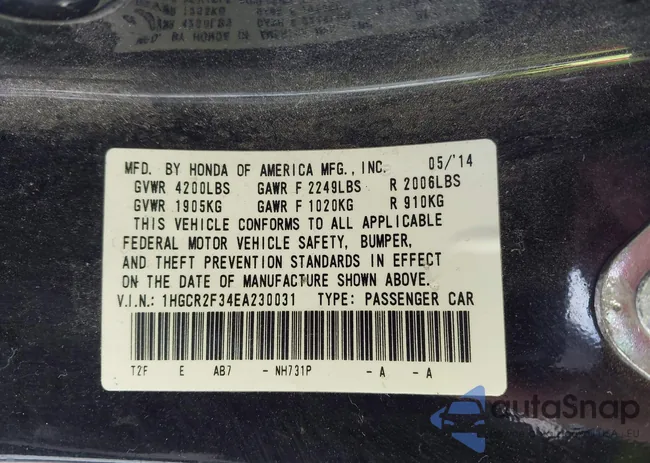 MFD. BY HONDA OF AMERICA MFG., INC. 05/'14
GVWR 4200LBS GAWR F 2249LBS R 2006LBS
GVWR 1905KG GAWR F 1020KG R 910KG
THIS VEHICLE CONFORMS TO ALL APPLICABLE
FEDERAL MOTOR VEHICLE SAFETY, BUMPER,
AND THEFT PREVENTION STANDARDS IN EFFECT
ON THE DATE OF MANUFACTURE SHOWN ABOVE.
V.I.N.: 1HGCR2F34EA230031 TYPE: PASSENGER CAR
T2F E AB7 - NH731P - A - A
autoSnap